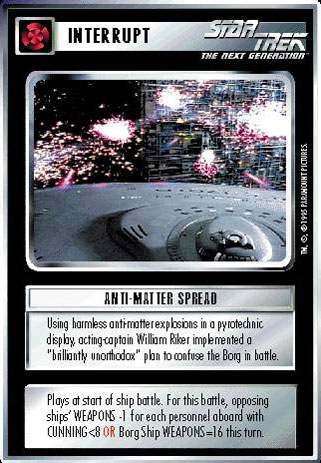 INTERRUPT
STAR TREK
THE NEXT GENERATION
TM, ®, © 1995 PARAMOUNT PICTURES.
ANTI-MATTER SPREAD
Using harmless anti-matter explosions in a pyrotechnic
display, acting-captain William Riker implemented a
"brilliantly unorthodox" plan to confuse the Borg in battle.
Plays at start of ship battle. For this battle, opposing
ships' WEAPONS -1 for each personnel aboard with
CUNNING<8 OR Borg Ship WEAPONS=16 this turn.